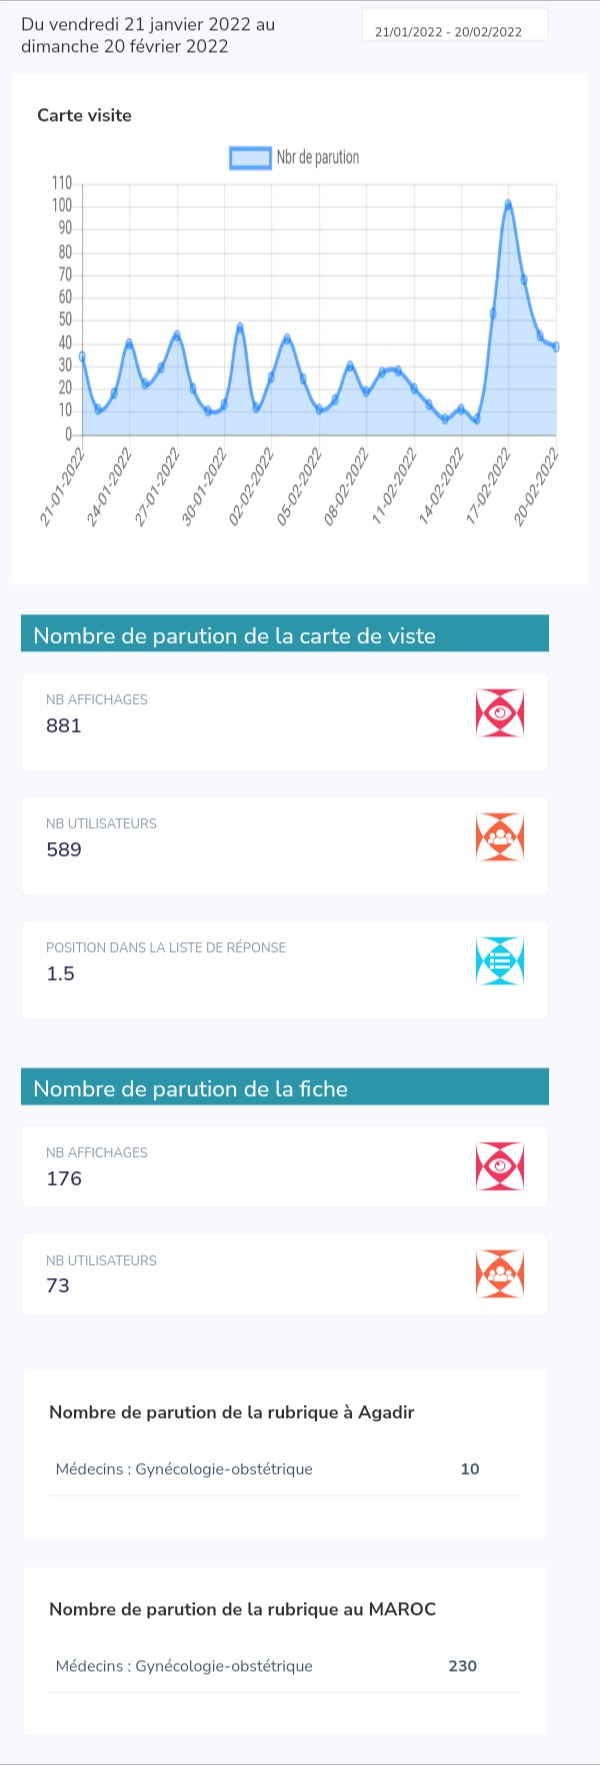 Du vendredi 21 janvier 2022 au
dimanche 20 février 2022
21/01/2022 - 20/02/2022
Carte visite
Nbr de parution
110
100
90
80
70
60
50
40
30
20
10
0
21-01-2022
24-01-2022
27-01-2022
30-01-2022
02-02-2022
05-02-2022
08-02-2022
11-02-2022
14-02-2022
17-02-2022
20-02-2022
Nombre de parution de la carte de viste
NB AFFICHAGES
881
NB UTILISATEURS
589
POSITION DANS LA LISTE DE RÉPONSE
1.5
Nombre de parution de la fiche
NB AFFICHAGES
176
NB UTILISATEURS
73
Nombre de parution de la rubrique à Agadir
Médecins : Gynécologie-obstétrique 10
Nombre de parution de la rubrique au MAROC
Médecins : Gynécologie-obstétrique 230